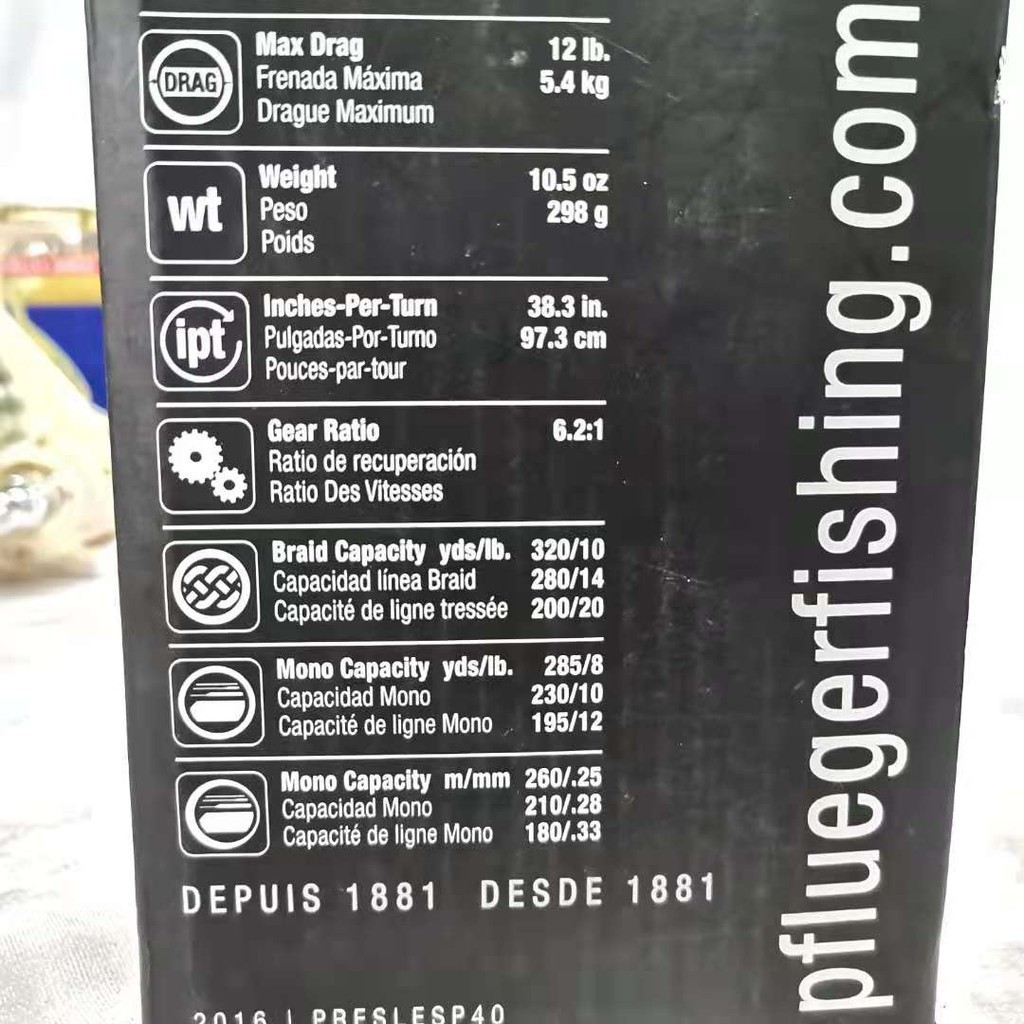 DRAG
Max Drag 12 lb.
Frenada Máxima 5.4 kg
Drague Maximum
wt
Weight 10.5 oz
Peso 298 g
Poids
ipt
Inches-Per-Turn 38.3 in.
Pulgadas-Por-Turno 97.3 cm
Pouces-par-tour
Gear Ratio 6.2:1
Ratio de recuperación
Ratio Des Vitesses
Braid Capacity yds/lb. 320/10
Capacidad línea Braid 280/14
Capacité de ligne tressée 200/20
Mono Capacity yds/lb. 285/8
Capacidad Mono 230/10
Capacité de ligne Mono 195/12
Mono Capacity m/mm 260/.25
Capacidad Mono 210/.28
Capacité de ligne Mono 180/.33
DEPUIS 1881 DESDE 1881
2016 | PRESLESP40
pfluegerfishing.com